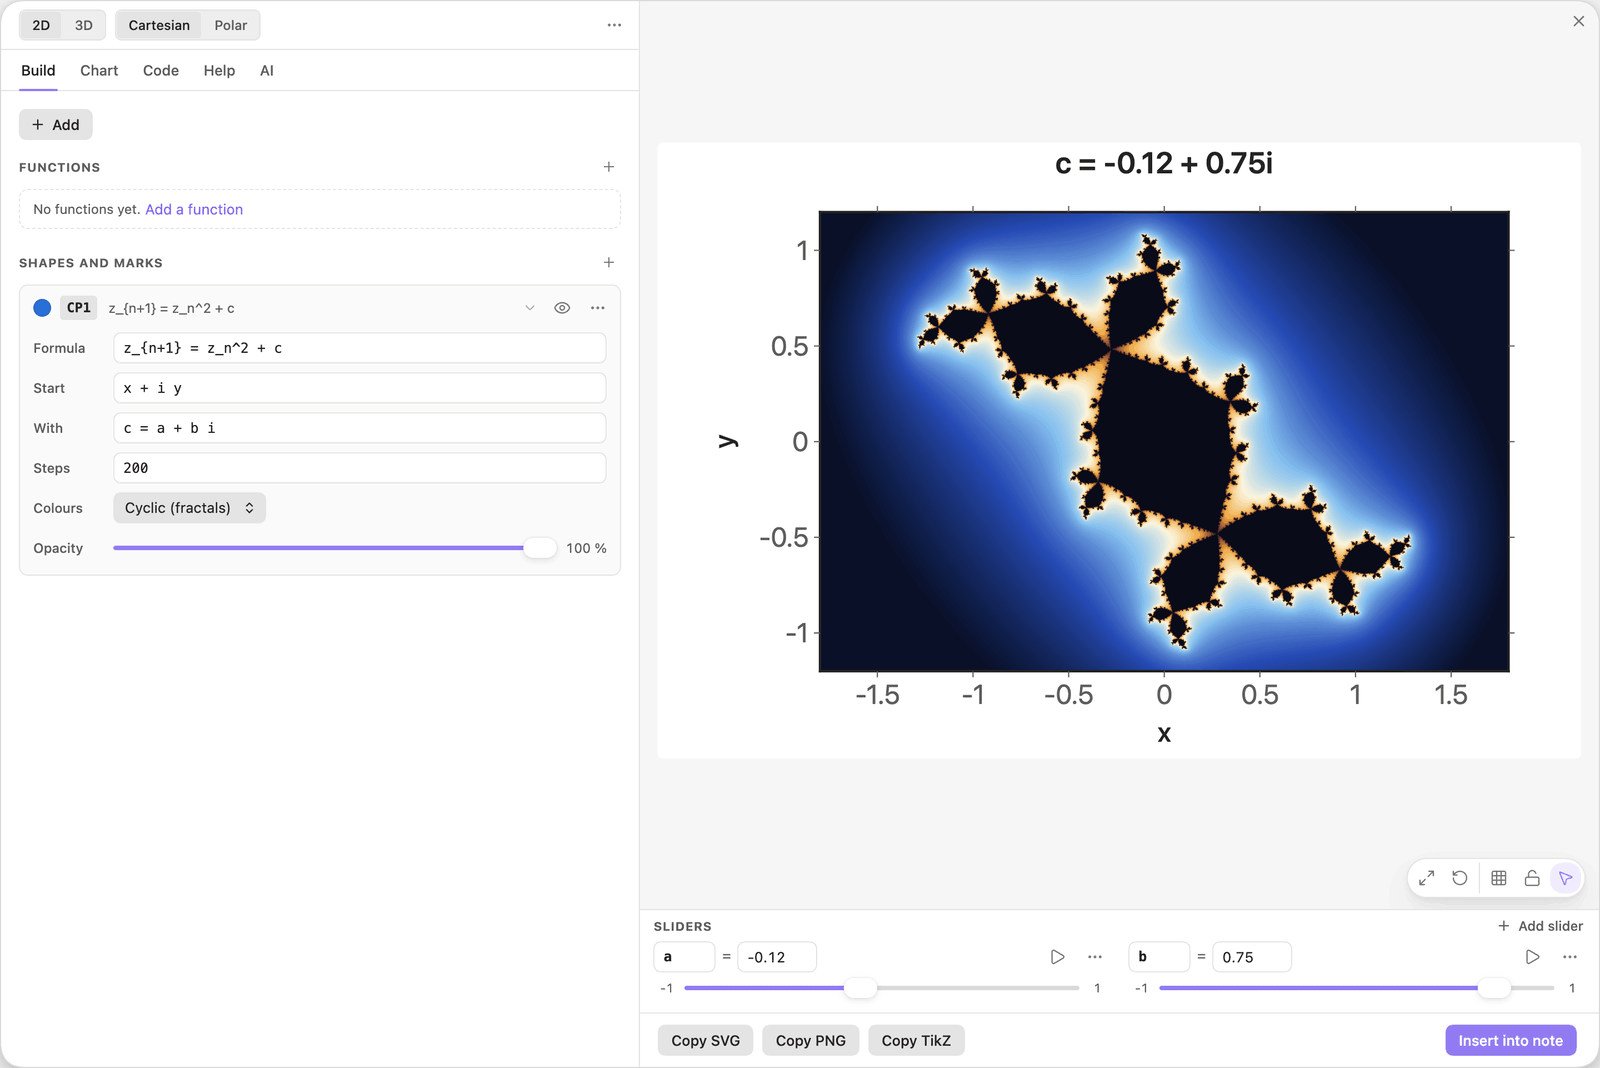 2D 3D Cartesian Polar
Build Chart Code Help AI
+ Add
FUNCTIONS
No functions yet. Add a function
SHAPES AND MARKS
CP1 z_{n+1} = z_n^2 + c
Formula z_{n+1} = z_n^2 + c
Start x + i y
With c = a + b i
Steps 200
Colours Cyclic (fractals)
Opacity 100 %
c = -0.12 + 0.75i
y
1
0.5
0
-0.5
-1
-1.5 -1 -0.5 0 0.5 1 1.5
x
SLIDERS + Add slider
a = -0.12 b = 0.75
-1 1 -1 1
Copy SVG Copy PNG Copy TikZ Insert into note